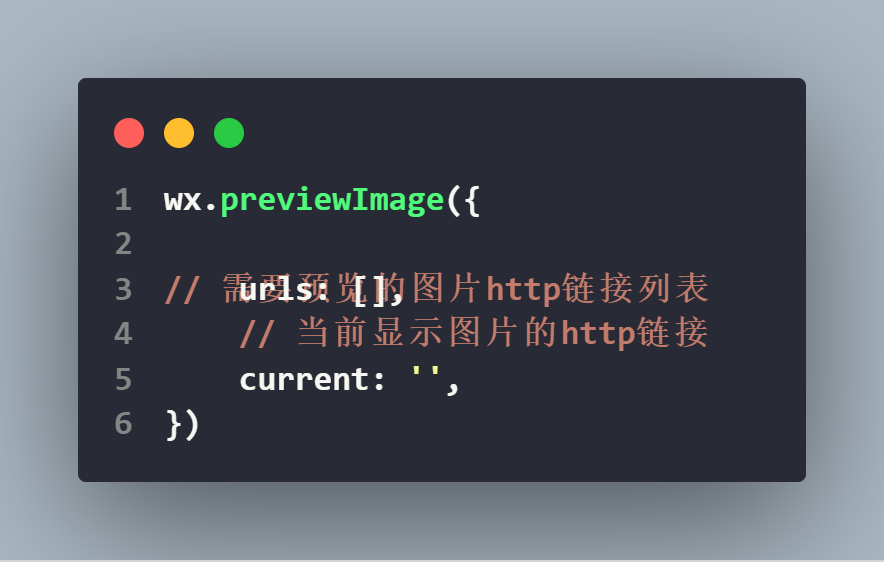 1 wx.previewImage({
2
3 // 需要预览的图片http链接列表
urls: [],
4 // 当前显示图片的http链接
5 current: '',
6 })